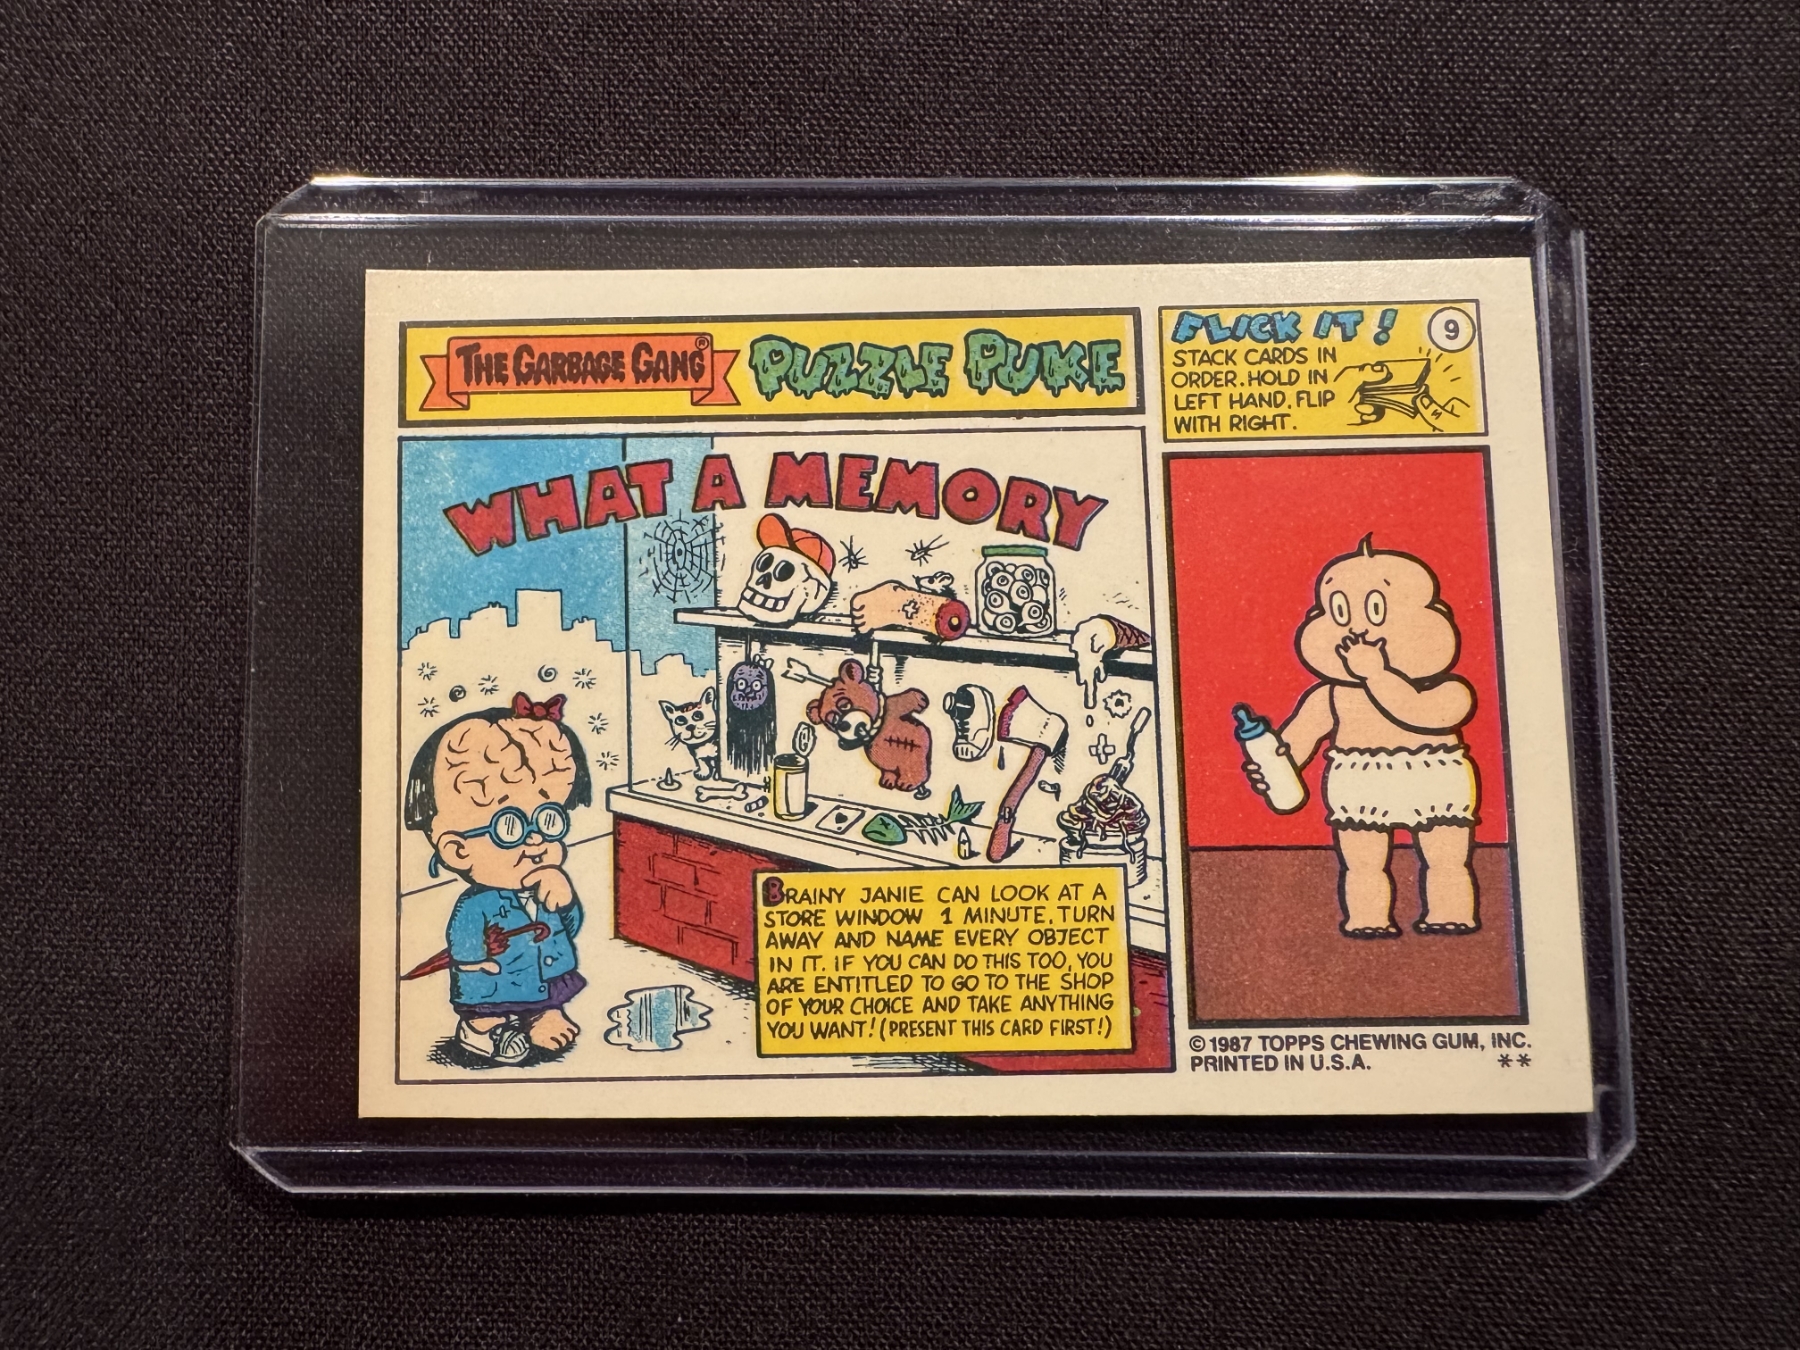 THE GARBAGE GANG®
PUZZLE PUKE
WHAT A MEMORY
BRAINY JANIE CAN LOOK AT A
STORE WINDOW 1 MINUTE, TURN
AWAY AND NAME EVERY OBJECT
IN IT. IF YOU CAN DO THIS TOO, YOU
ARE ENTITLED TO GO TO THE SHOP
OF YOUR CHOICE AND TAKE ANYTHING
YOU WANT! (PRESENT THIS CARD FIRST!)
FLICK IT!
9
STACK CARDS IN
ORDER. HOLD IN
LEFT HAND, FLIP
WITH RIGHT.
© 1987 TOPPS CHEWING GUM, INC.
PRINTED IN U.S.A. **